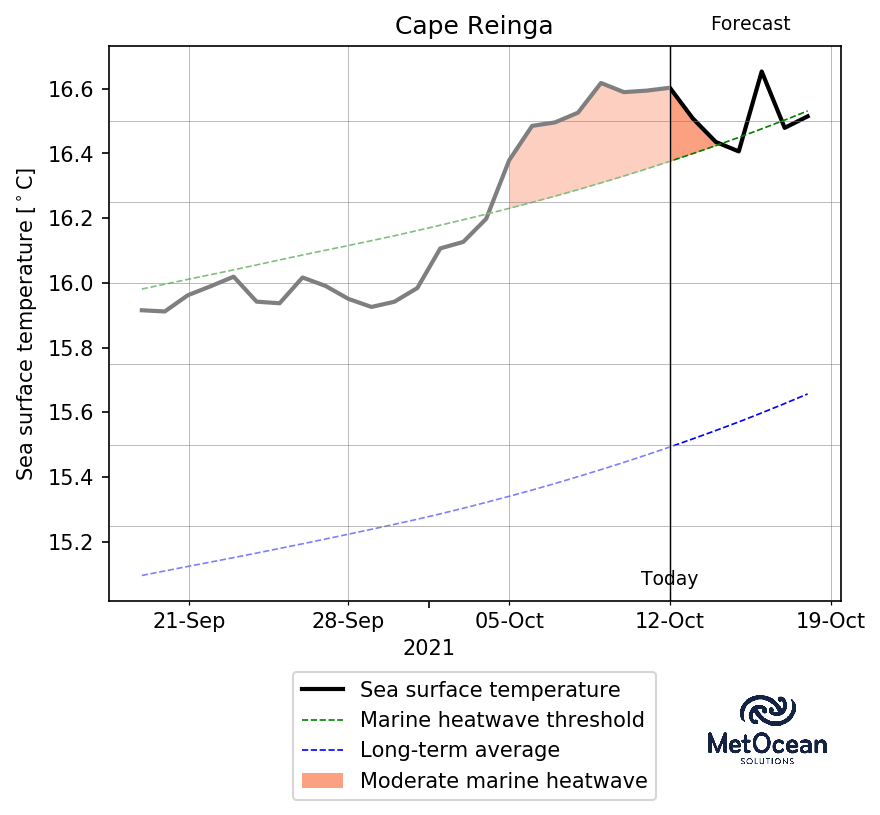 Cape Reinga
Forecast
Sea surface temperature [°C]
16.6
16.4
16.2
16.0
15.8
15.6
15.4
15.2
Today
21-Sep
28-Sep
05-Oct
12-Oct
19-Oct
2021
Sea surface temperature
Marine heatwave threshold
Long-term average
Moderate marine heatwave
MetOcean
SOLUTIONS